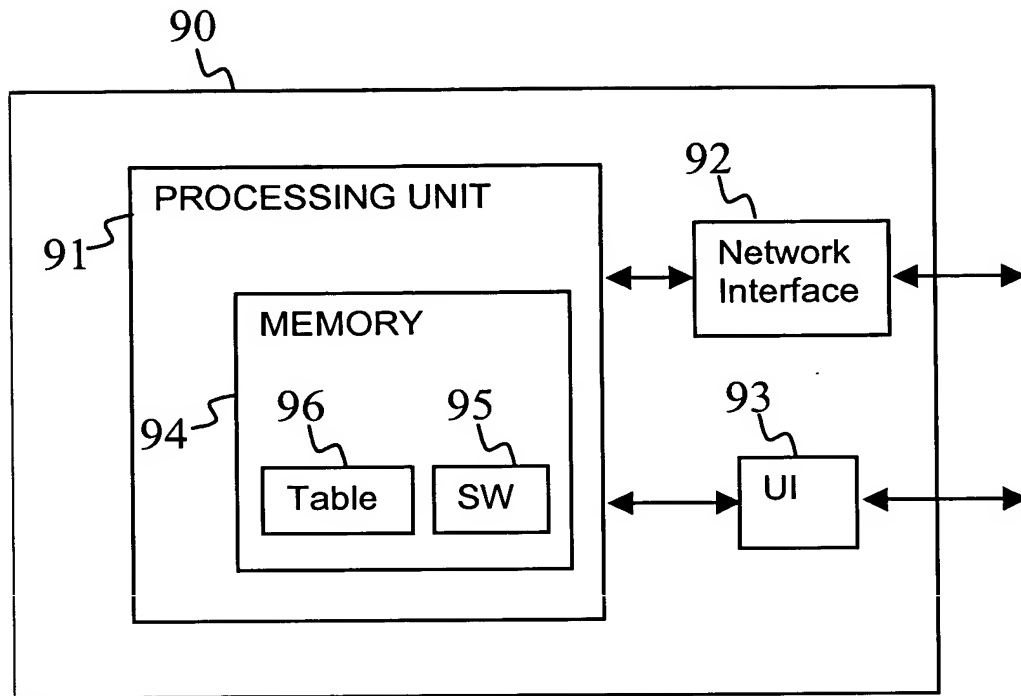 90
PROCESSING UNIT
91
92
Network
Interface
MEMORY
94
96
95
93
Table
SW
UI